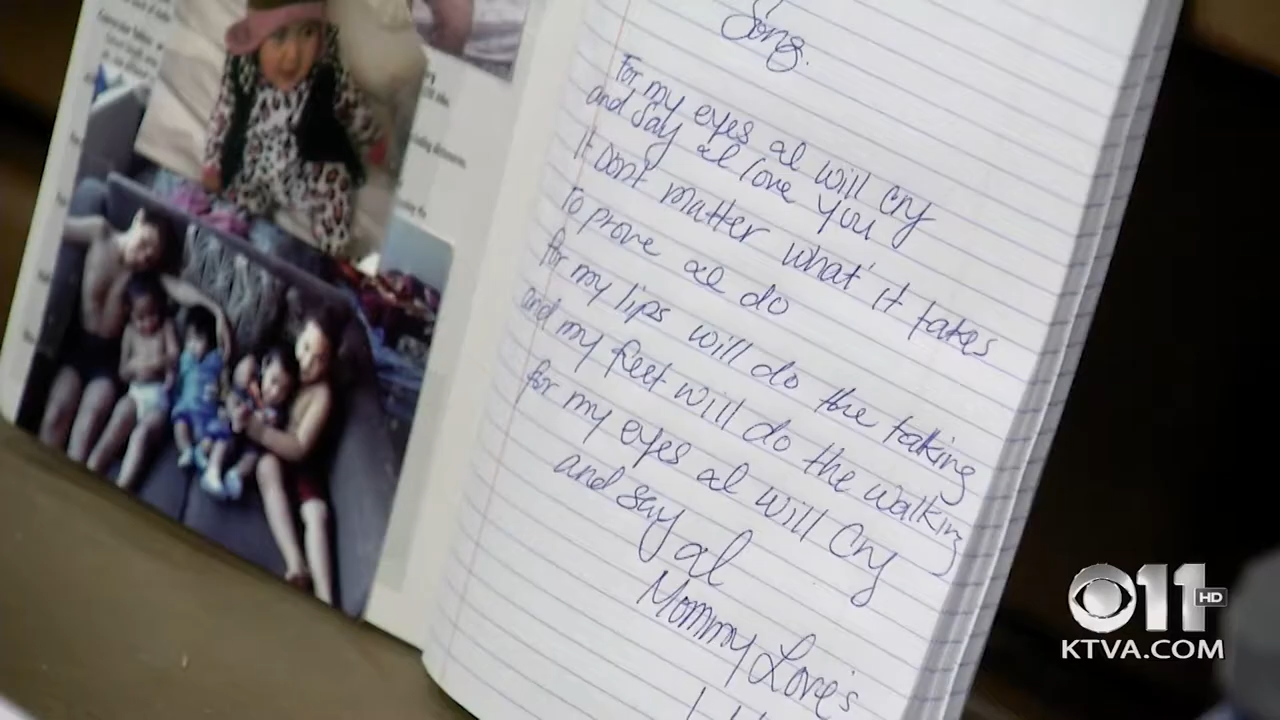 Song.
For my eyes al will cry
and say al love you
It Dont matter what it takes
To prove al do
for my lips will do the talking
and my feet will do the walking
for my eyes al will cry
and say al
Mommy Love's
11 HD
KTVA.COM